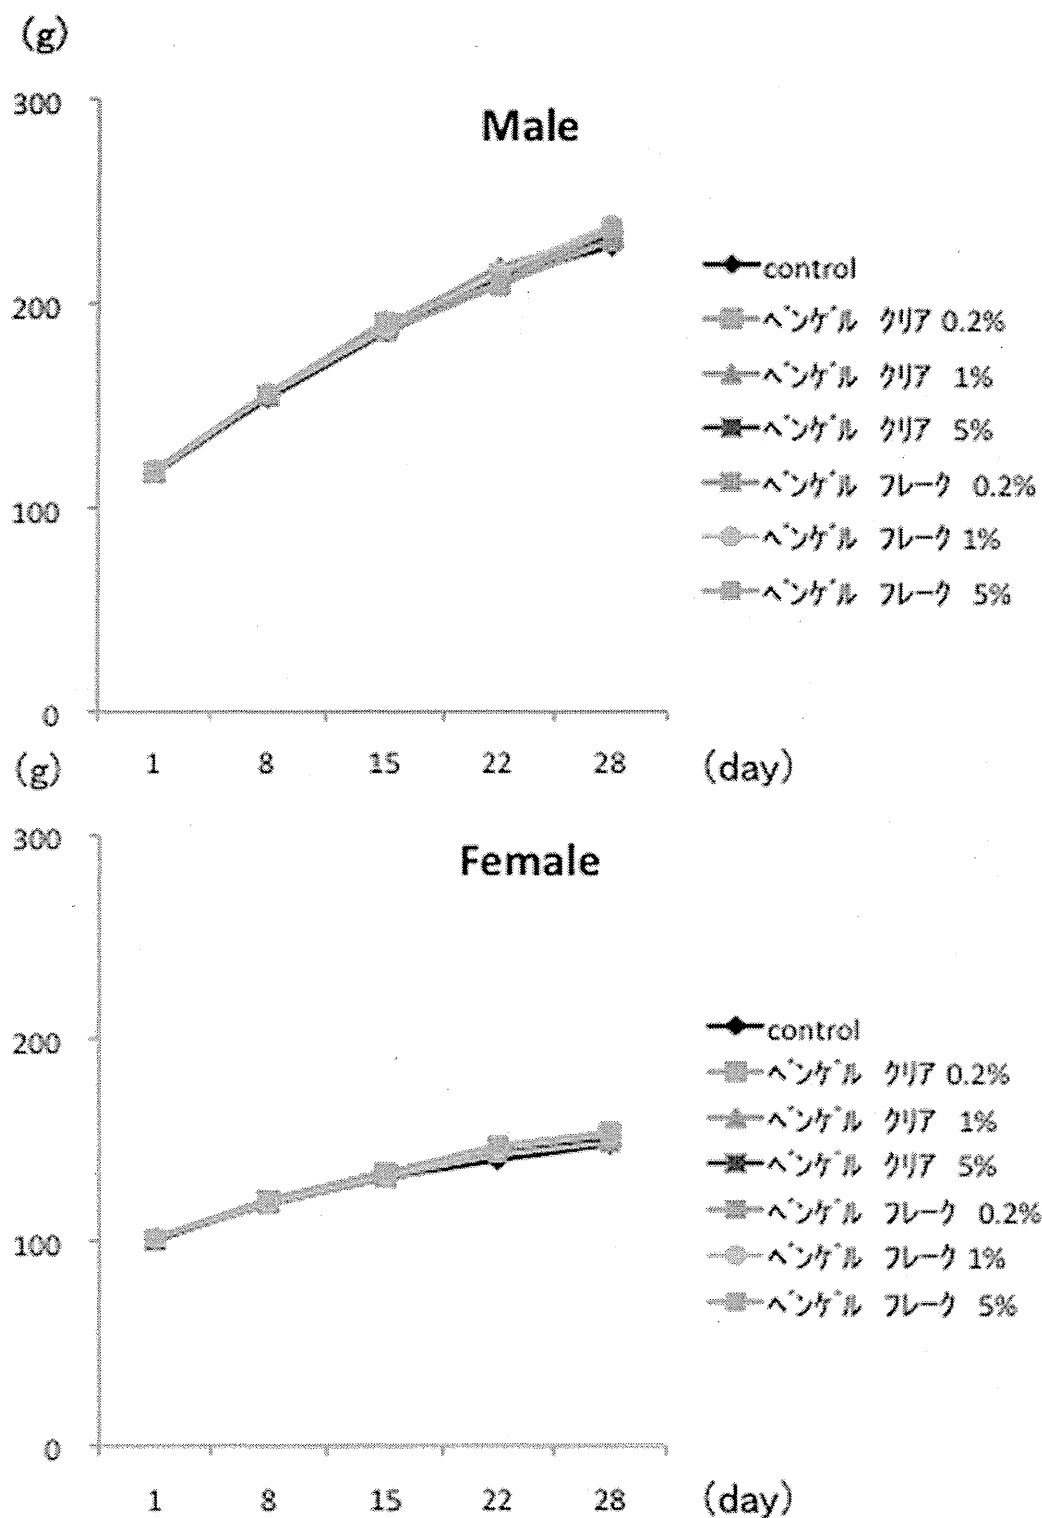 (g)
300
Male
200
100
0
control
ベンゲル クリア 0.2%
ベンゲル クリア 1%
ベンゲル クリア 5%
ベンゲル フレーク 0.2%
ベンゲル フレーク 1%
ベンゲル フレーク 5%
1 8 15 22 28 (day)
(g)
300
Female
200
100
0
control
ベンゲル クリア 0.2%
ベンゲル クリア 1%
ベンゲル クリア 5%
ベンゲル フレーク 0.2%
ベンゲル フレーク 1%
ベンゲル フレーク 5%
1 8 15 22 28 (day)